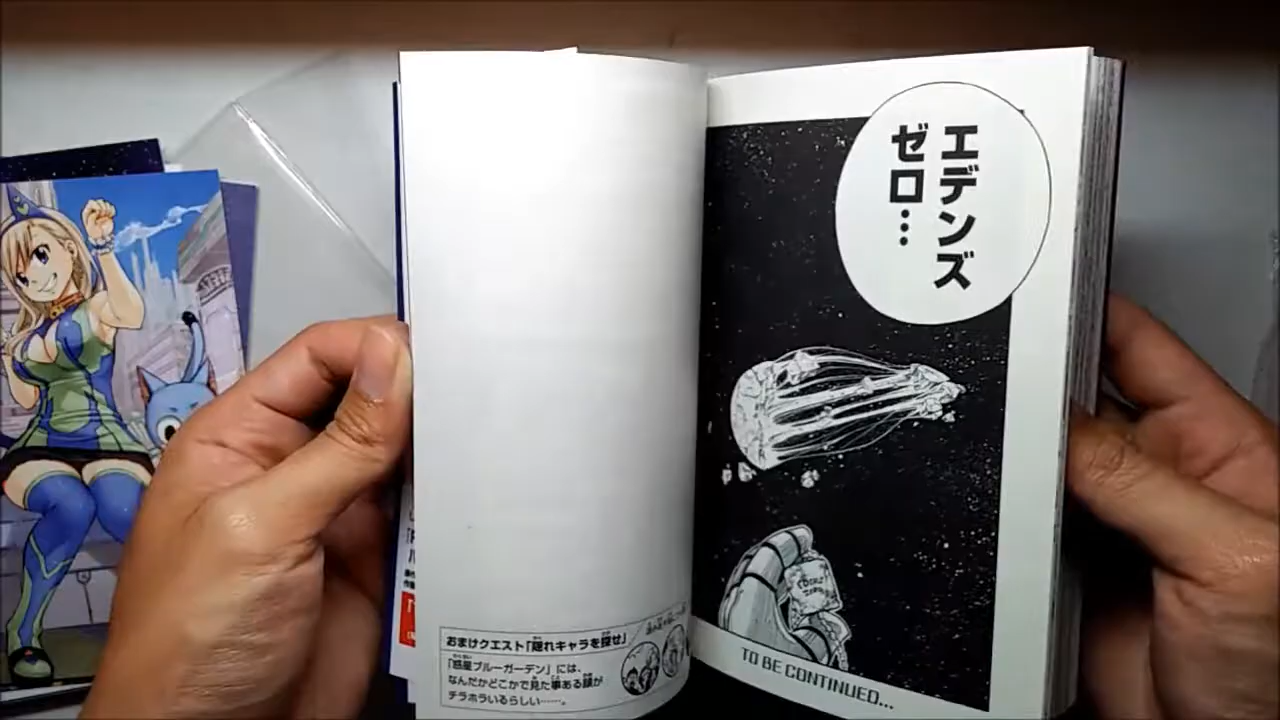 エデンズ
ゼロ…
TO BE CONTINUED...
おまけクエスト「隠れキャラを探せ」
「惑星ブルーガーデン」には、
なんだかどこかで見た事ある顔が
チラホラいるらしい……。